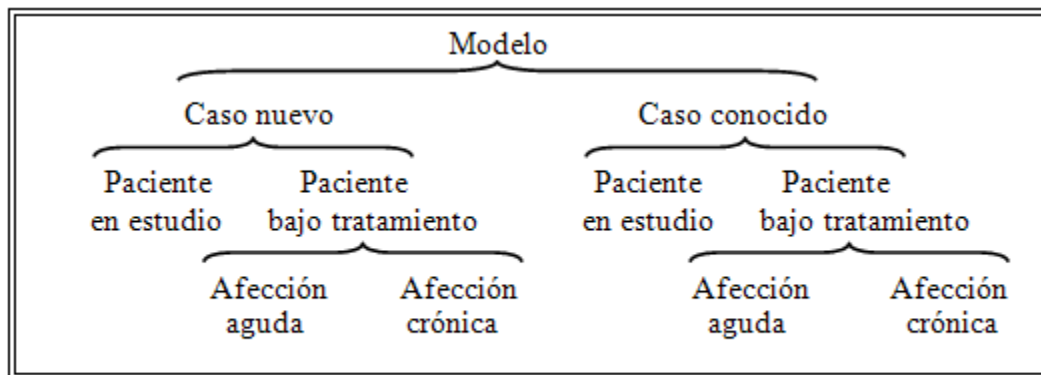 Modelo
Caso nuevo Caso conocido
Paciente Paciente Paciente Paciente
en estudio bajo tratamiento en estudio bajo tratamiento
Afección Afección Afección Afección
aguda crónica aguda crónica